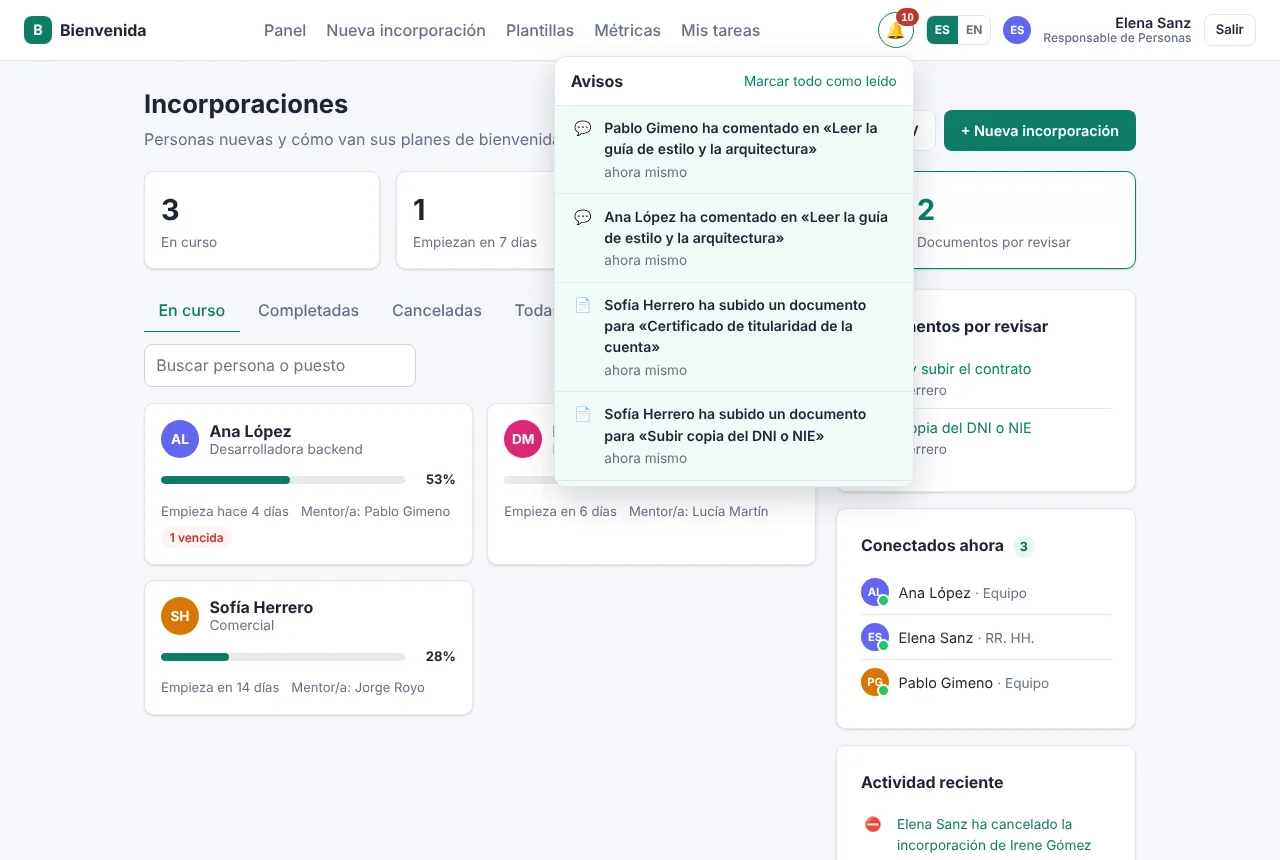 B Bienvenida
Panel Nueva incorporación Plantillas Métricas Mis tareas
10
ES EN
ES
Elena Sanz
Responsable de Personas
Salir
Avisos
Marcar todo como leído
Pablo Gimeno ha comentado en «Leer la
guía de estilo y la arquitectura»
ahora mismo
Ana López ha comentado en «Leer la guía
de estilo y la arquitectura»
ahora mismo
Sofía Herrero ha subido un documento
para «Certificado de titularidad de la
cuenta»
ahora mismo
Sofía Herrero ha subido un documento
para «Subir copia del DNI o NIE»
ahora mismo
Incorporaciones
Personas nuevas y cómo van sus planes de bienvenida
+ Nueva incorporación
3
En curso
1
Empiezan en 7 días
2
Documentos por revisar
En curso Completadas Canceladas Todas
Buscar persona o puesto
AL
Ana López
Desarrolladora backend
53%
Empieza hace 4 días Mentor/a: Pablo Gimeno
1 vencida
DM
Empieza en 6 días Mentor/a: Lucía Martín
SH
Sofía Herrero
Comercial
28%
Empieza en 14 días Mentor/a: Jorge Royo
por revisar
subir el contrato
DNI o NIE
Conectados ahora 3
AL Ana López · Equipo
ES Elena Sanz · RR. HH.
PG Pablo Gimeno · Equipo
Actividad reciente
Elena Sanz ha cancelado la
incorporación de Irene Gómez